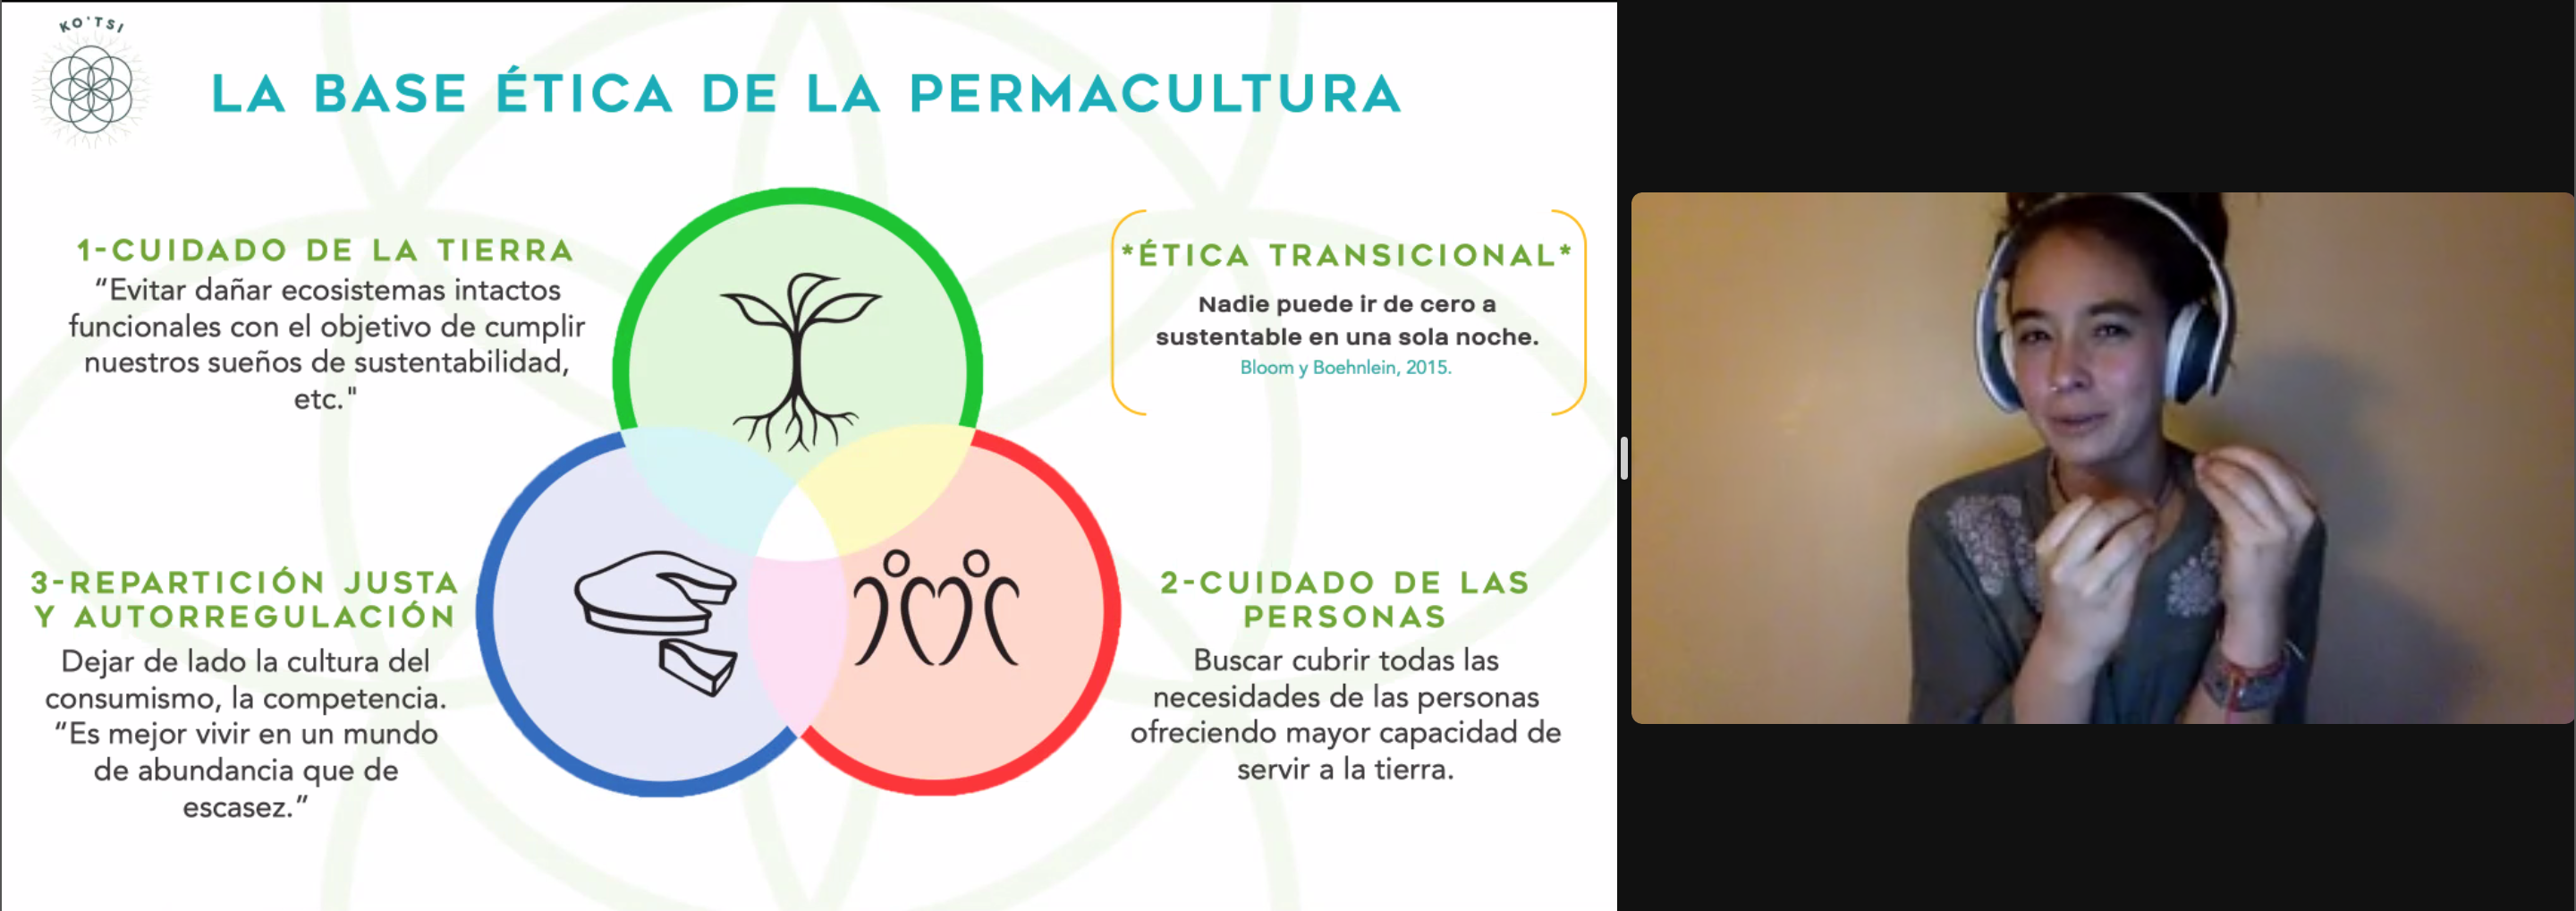 KO'TSI
LA BASE ÉTICA DE LA PERMACULTURA
1-CUIDADO DE LA TIERRA
“Evitar dañar ecosistemas intactos
funcionales con el objetivo de cumplir
nuestros sueños de sustentabilidad,
etc."
*ÉTICA TRANSICIONAL*
Nadie puede ir de cero a
sustentable en una sola noche.
Bloom y Boehnlein, 2015.
3-REPARTICIÓN JUSTA
Y AUTORREGULACIÓN
Dejar de lado la cultura del
consumismo, la competencia.
“Es mejor vivir en un mundo
de abundancia que de
escasez.”
2-CUIDADO DE LAS
PERSONAS
Buscar cubrir todas las
necesidades de las personas
ofreciendo mayor capacidad de
servir a la tierra.